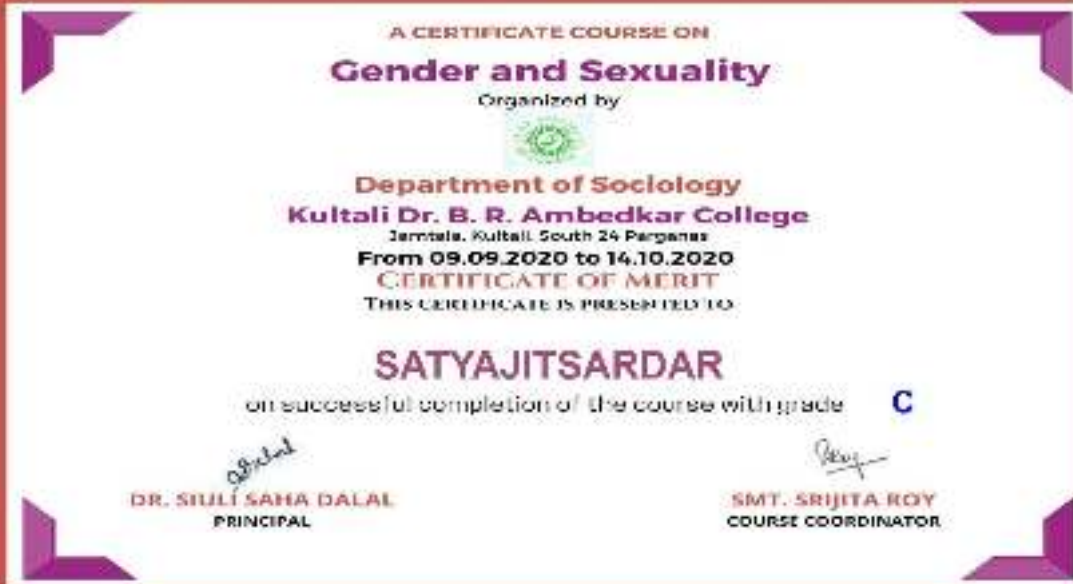 A CERTIFICATE COURSE ON
Gender and Sexuality
Organized by
Department of Sociology
Kultali Dr. B. R. Ambedkar College
Jamtala, Kultali, South 24 Parganas
From 09.09.2020 to 14.10.2020
CERTIFICATE OF MERIT
THIS CERTIFICATE IS PRESENTED TO
SATYAJITSARDAR
on successful completion of the course with grade C
DR. SIULI SAHA DALAL
PRINCIPAL
SMT. SRIJITA ROY
COURSE COORDINATOR